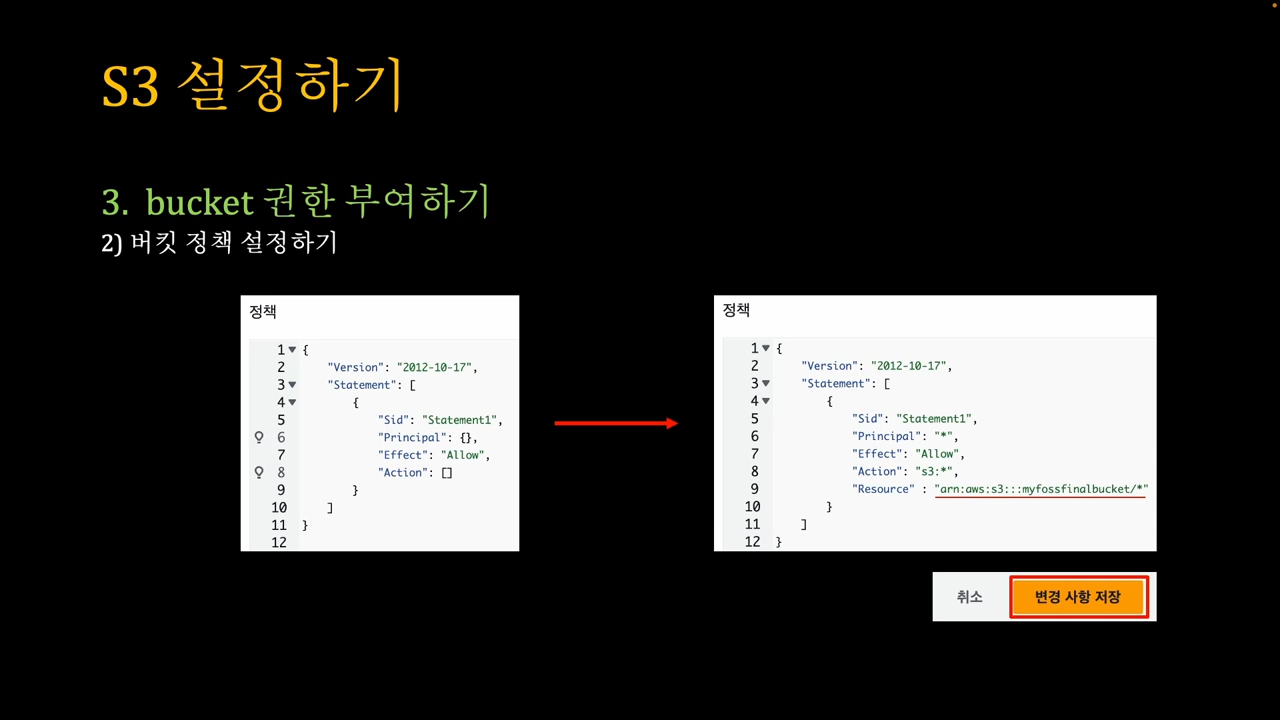 S3 설정하기
3. bucket 권한 부여하기
2) 버킷 정책 설정하기
정책
1 {
2 "Version": "2012-10-17",
3 "Statement": [
4 {
5 "Sid": "Statement1",
6 "Principal": {},
7 "Effect": "Allow",
8 "Action": []
9 }
10 ]
11 }
12
정책
1 {
2 "Version": "2012-10-17",
3 "Statement": [
4 {
5 "Sid": "Statement1",
6 "Principal": "*",
7 "Effect": "Allow",
8 "Action": "s3:*",
9 "Resource" : "arn:aws:s3:::myfossfinalbucket/*"
10 }
11 ]
12 }
취소
변경 사항 저장